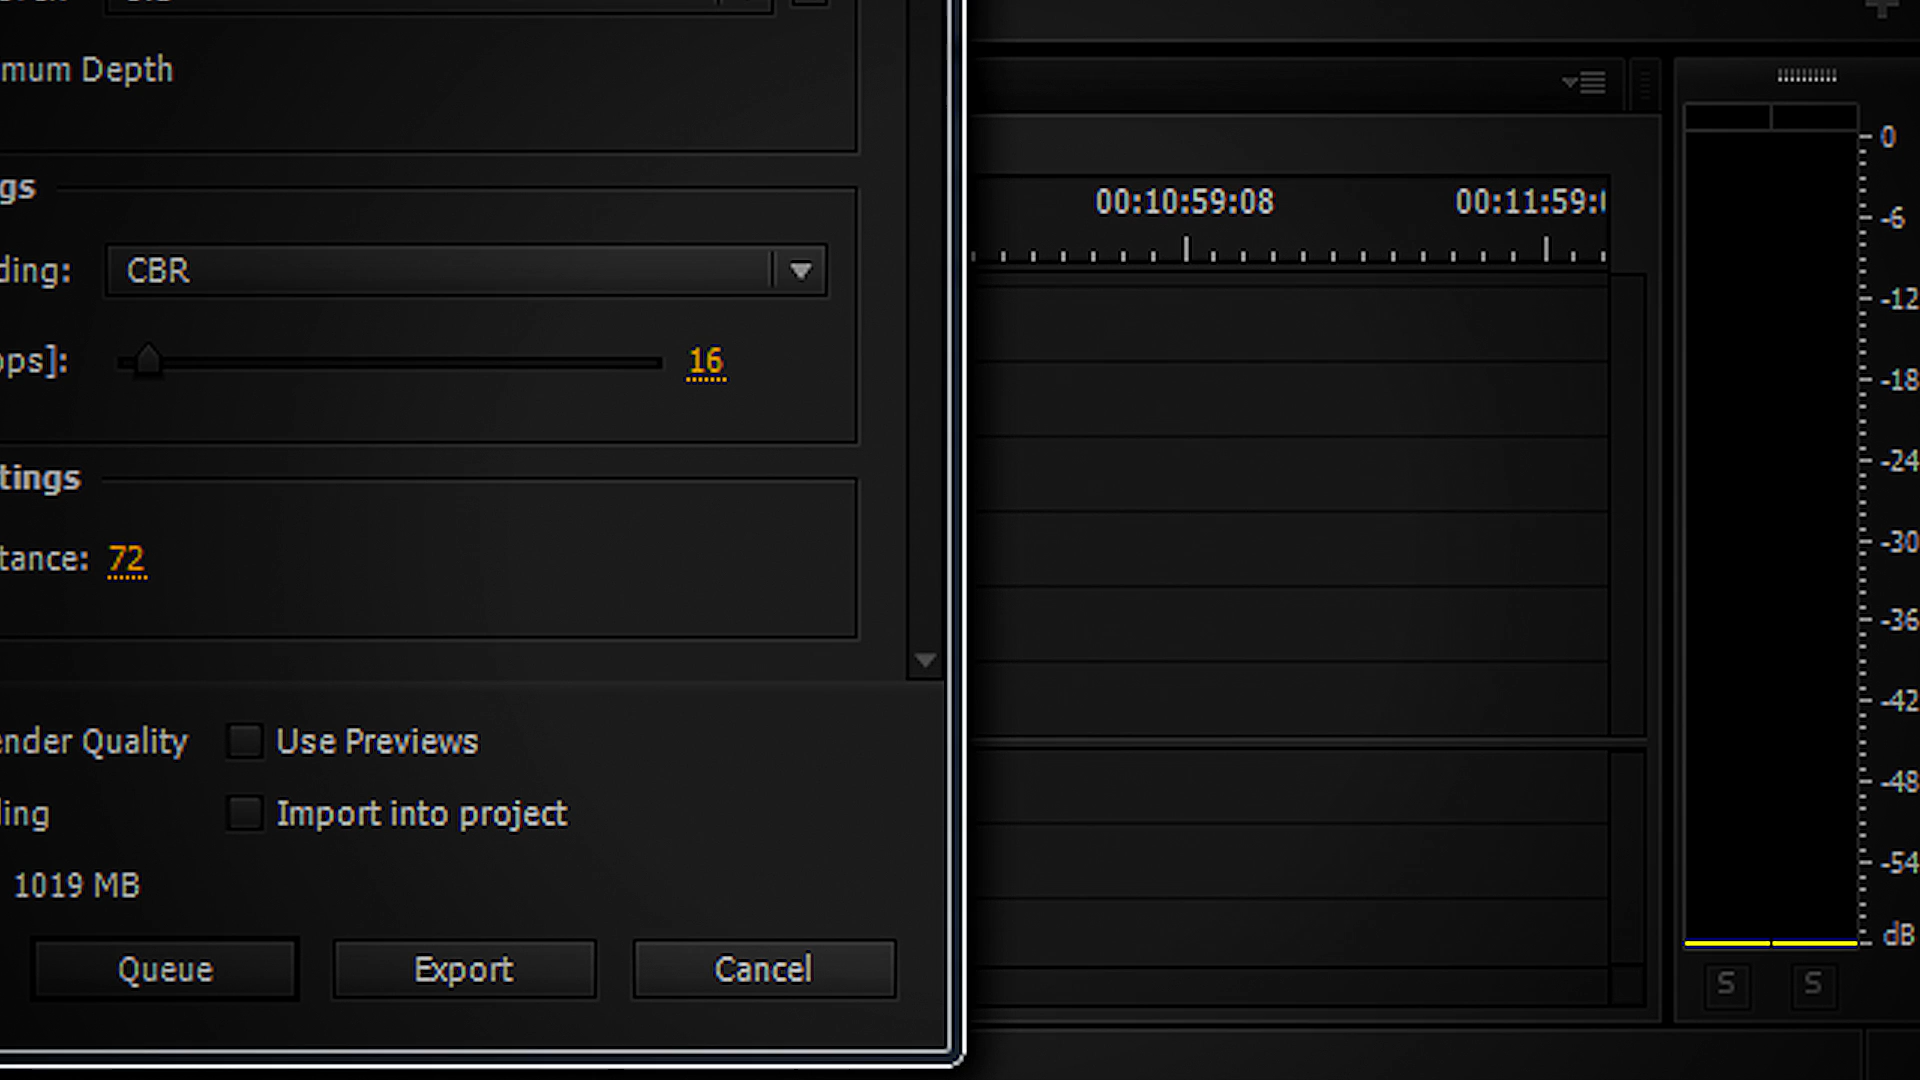 mum Depth
gs
ding: CBR
ops]: 16
tings
tance: 72
ender Quality Use Previews
ling Import into project
1019 MB
Queue Export Cancel
00:10:59:08 00:11:59:
0
-6
-12
-18
-24
-30
-36
-42
-48
-54
dB
S S